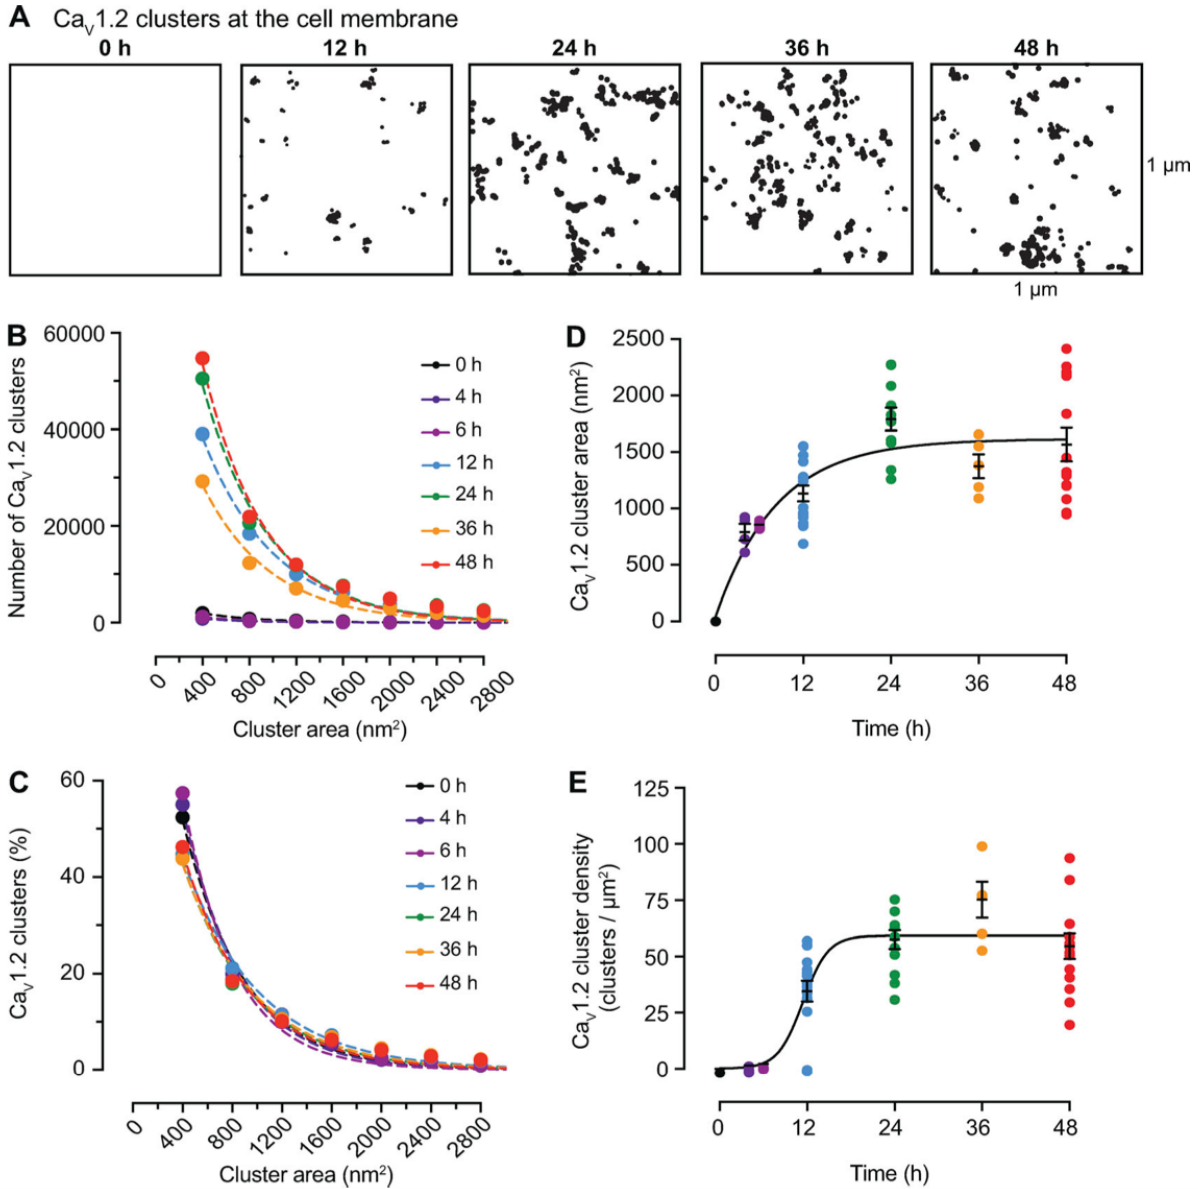 A Ca_V1.2 clusters at the cell membrane
0 h 12 h 24 h 36 h 48 h
1 µm
1 µm
B
Number of Ca_V1.2 clusters
60000
40000
20000
0
0 h
4 h
6 h
12 h
24 h
36 h
48 h
0 400 800 1200 1600 2000 2400 2800
Cluster area (nm²)
D
Ca_V1.2 cluster area (nm²)
2500
2000
1500
1000
500
0
0 12 24 36 48
Time (h)
C
Ca_V1.2 clusters (%)
60
40
20
0
0 h
4 h
6 h
12 h
24 h
36 h
48 h
0 400 800 1200 1600 2000 2400 2800
Cluster area (nm²)
E
Ca_V1.2 cluster density
(clusters / µm²)
125
100
75
50
25
0
0 12 24 36 48
Time (h)